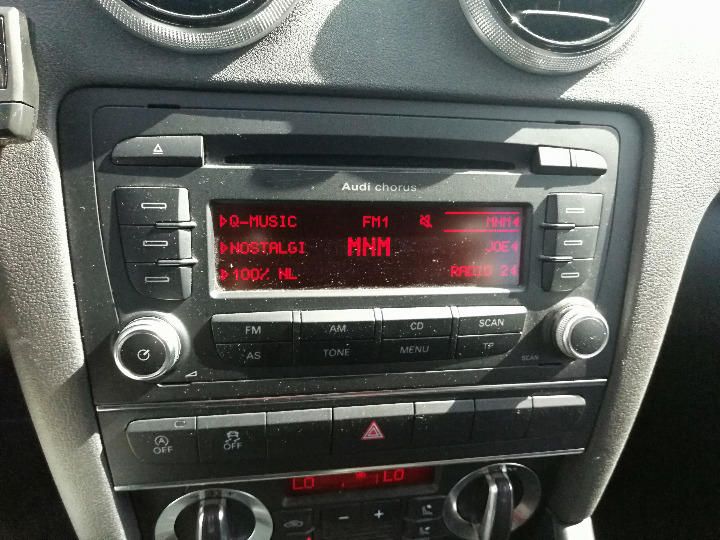 Audi chorus
▶Q-MUSIC FM1 MNM◀
▶NOSTALGI MNM JOE◀
▶100% NL RADIO 2◀
FM AM CD SCAN
AS TONE MENU TP SCAN
A OFF OFF
LO LO
- +